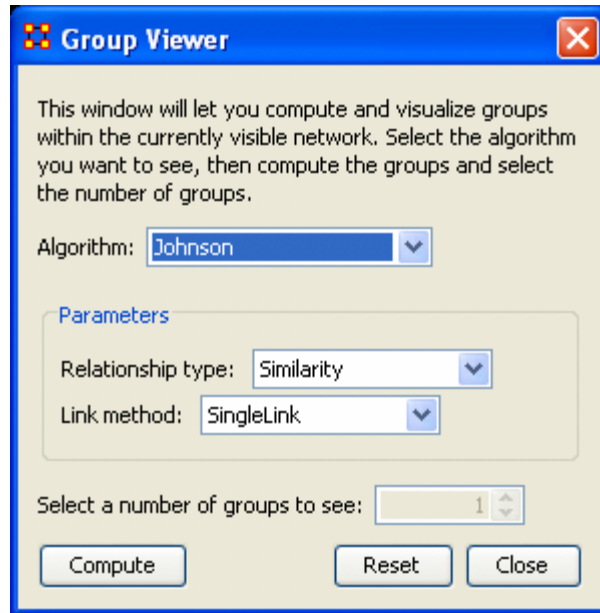 Group Viewer
This window will let you compute and visualize groups
within the currently visible network. Select the algorithm
you want to see, then compute the groups and select
the number of groups.
Algorithm: Johnson
Parameters
Relationship type: Similarity
Link method: SingleLink
Select a number of groups to see: 1
Compute Reset Close